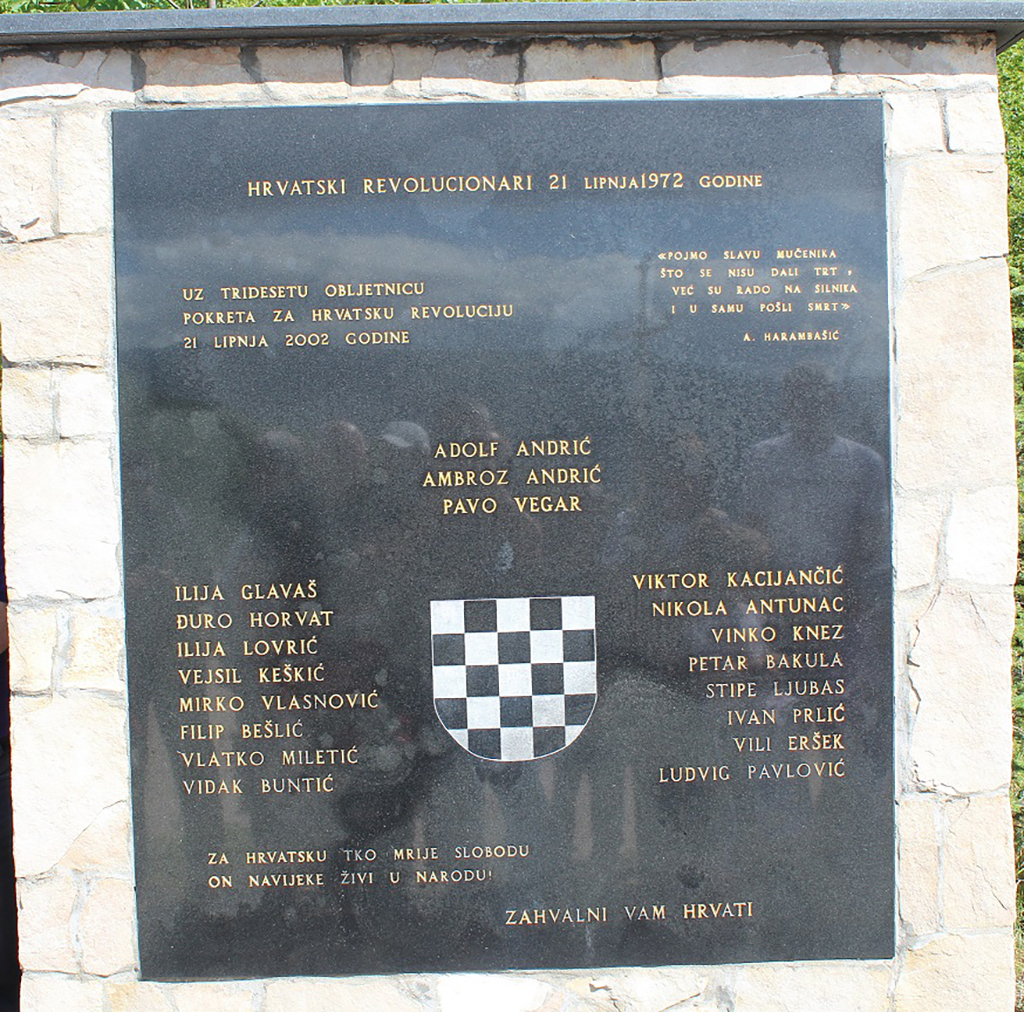 HRVATSKI REVOLUCIONARI 21 LIPNJA 1972 GODINE
UZ TRIDESETU OBLJETNICU
POKRETA ZA HRVATSKU REVOLUCIJU
21 LIPNJA 2002 GODINE
«POJMO SLAVU MUČENIKA
ŠTO SE NISU DALI TRT,
VEĆ SU RADO NA SILNIKA
I U SAMU POŠLI SMRT»
A. HARAMBAŠIĆ
ADOLF ANDRIĆ
AMBROZ ANDRIĆ
PAVO VEGAR
ILIJA GLAVAŠ
ĐURO HORVAT
ILIJA LOVRIĆ
VEJSIL KEŠKIĆ
MIRKO VLASNOVIĆ
FILIP BEŠLIĆ
VLATKO MILETIĆ
VIDAK BUNTIĆ
VIKTOR KACIJANČIĆ
NIKOLA ANTUNAC
VINKO KNEZ
PETAR BAKULA
STIPE LJUBAS
IVAN PRLIĆ
VILI ERŠEK
LUDVIG PAVLOVIĆ
ZA HRVATSKU TKO MRIJE SLOBODU
ON NAVIJEKE ŽIVI U NARODU!
ZAHVALNI VAM HRVATI